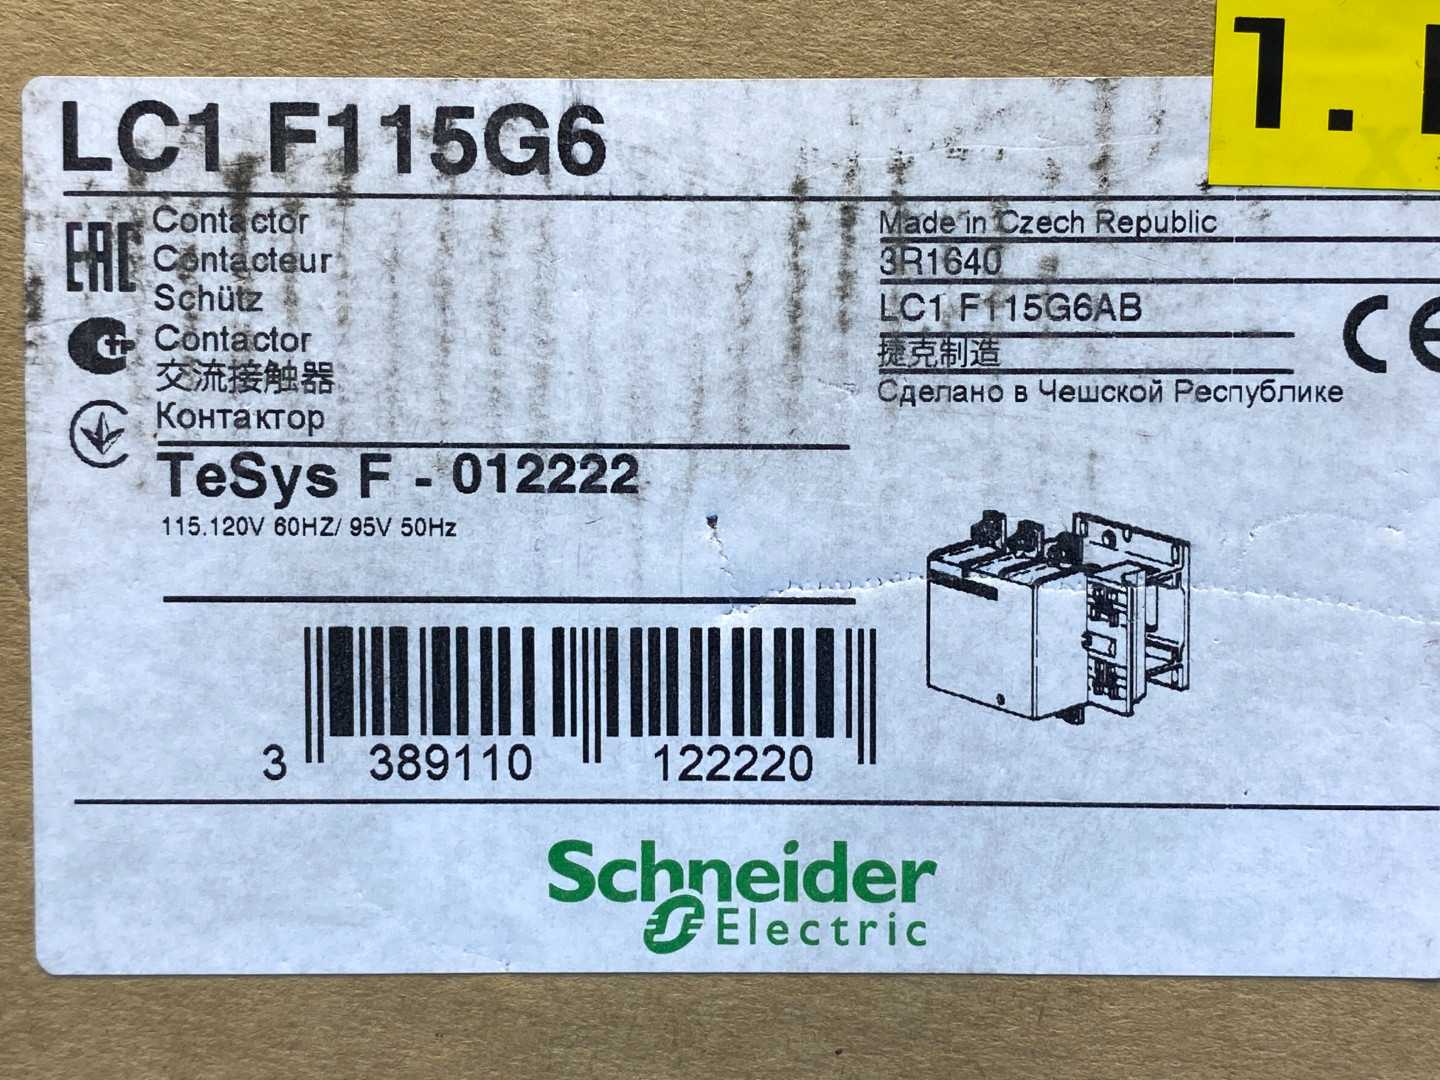 LC1 F115G6
1.
EAC
Contactor
Contacteur
Schütz
Contactor
交流接触器
Контактор
Made in Czech Republic
3R1640
LC1 F115G6AB
捷克制造
Сделано в Чешской Республике
CE
TeSys F - 012222
115.120V 60HZ/ 95V 50Hz
3 389110 122220
Schneider
Electric